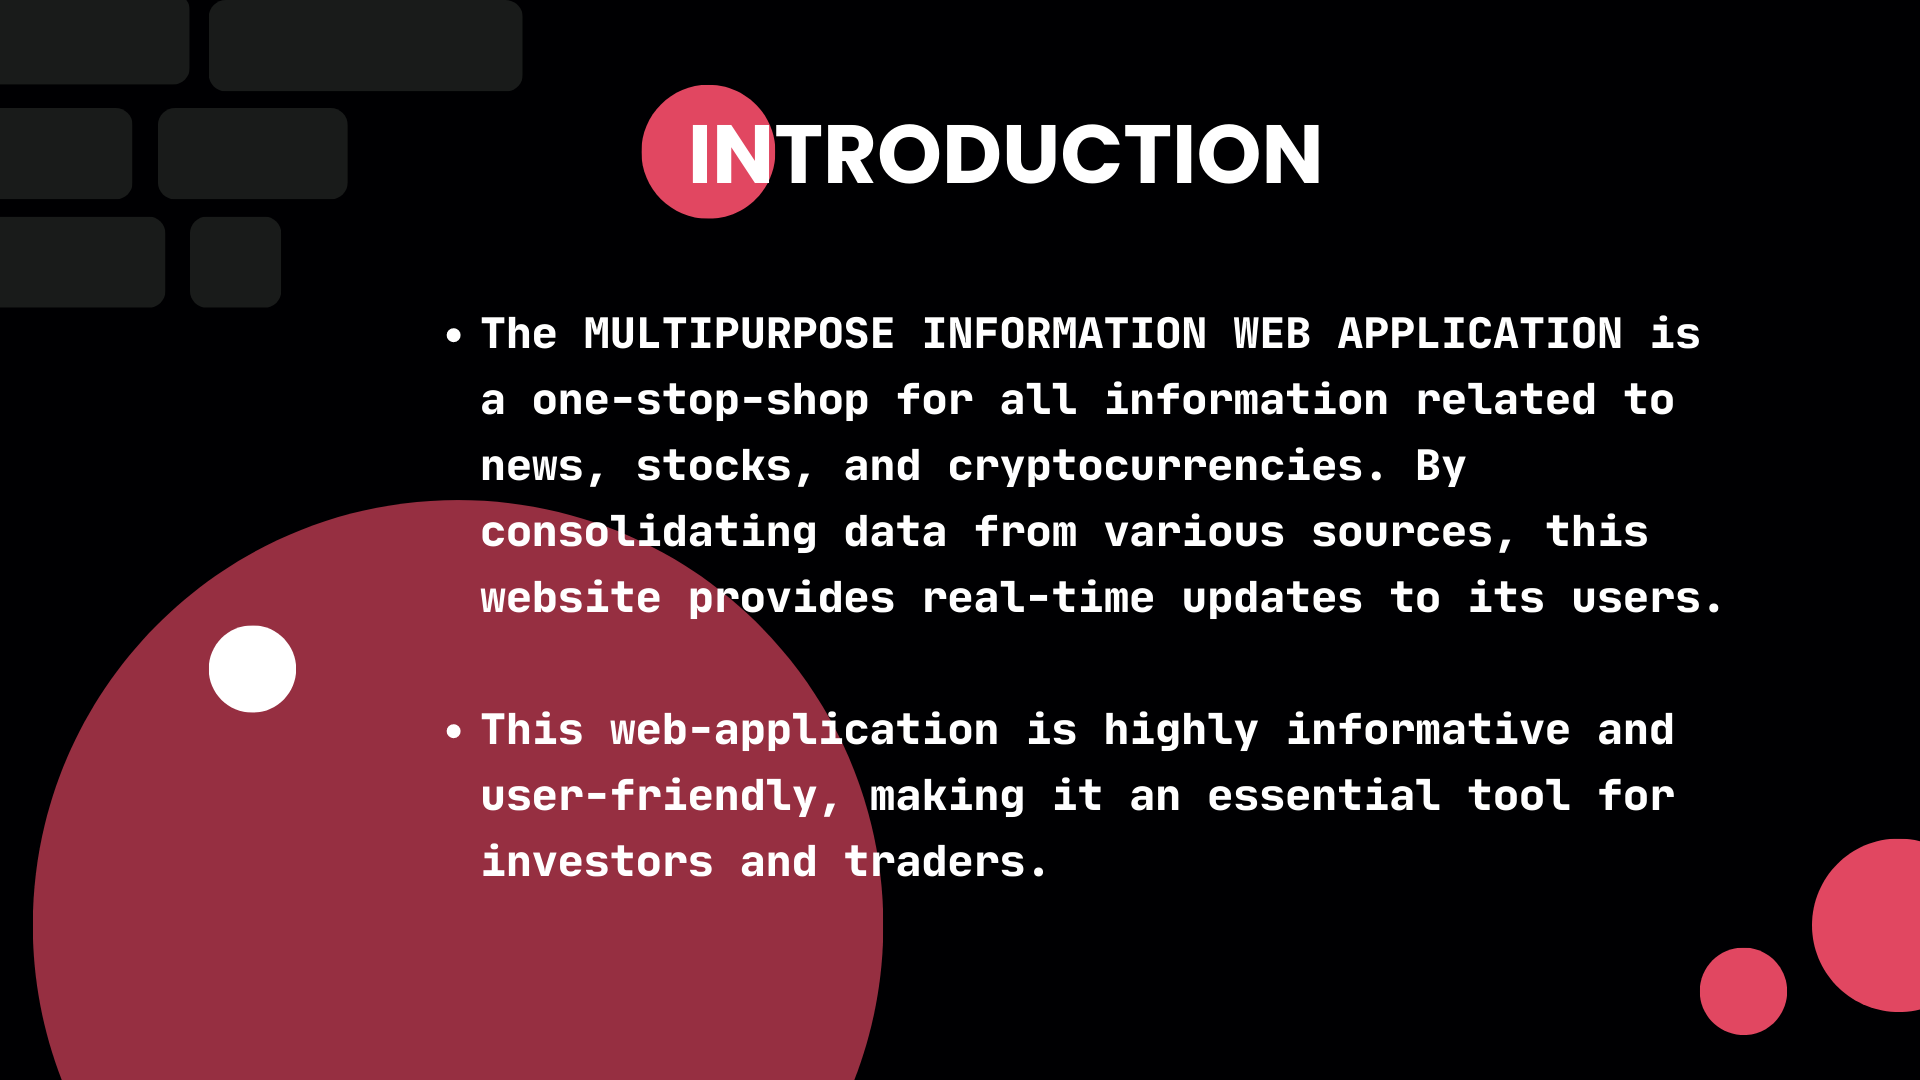 INTRODUCTION
• The MULTIPURPOSE INFORMATION WEB APPLICATION is
a one-stop-shop for all information related to
news, stocks, and cryptocurrencies. By
consolidating data from various sources, this
website provides real-time updates to its users.
• This web-application is highly informative and
user-friendly, making it an essential tool for
investors and traders.